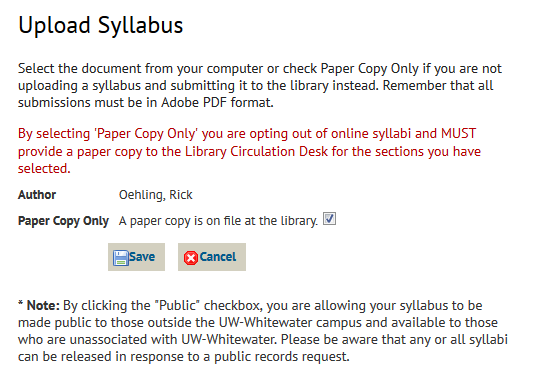 Upload Syllabus
Select the document from your computer or check Paper Copy Only if you are not
uploading a syllabus and submitting it to the library instead. Remember that all
submissions must be in Adobe PDF format.
By selecting 'Paper Copy Only' you are opting out of online syllabi and MUST
provide a paper copy to the Library Circulation Desk for the sections you have
selected.
Author Oehling, Rick
Paper Copy Only A paper copy is on file at the library.
Save Cancel
* Note: By clicking the "Public" checkbox, you are allowing your syllabus to be
made public to those outside the UW-Whitewater campus and available to those
who are unassociated with UW-Whitewater. Please be aware that any or all syllabi
can be released in response to a public records request.